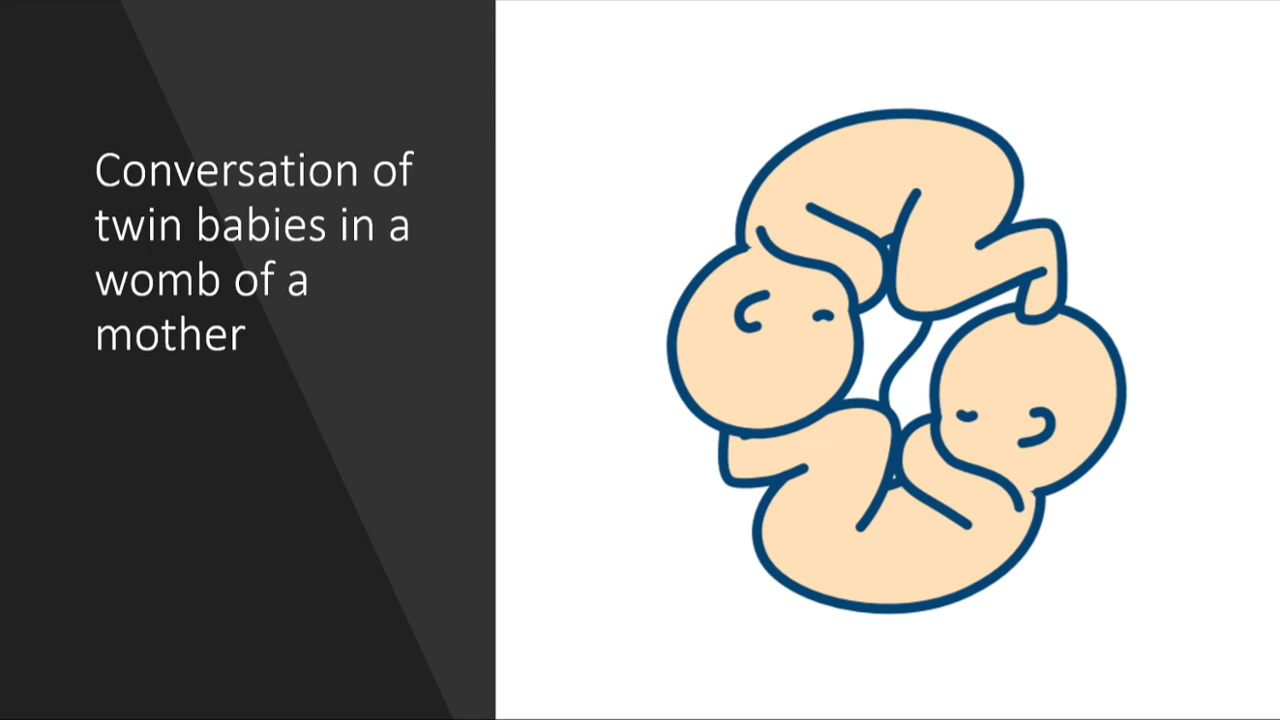 Conversation of
twin babies in a
womb of a
mother